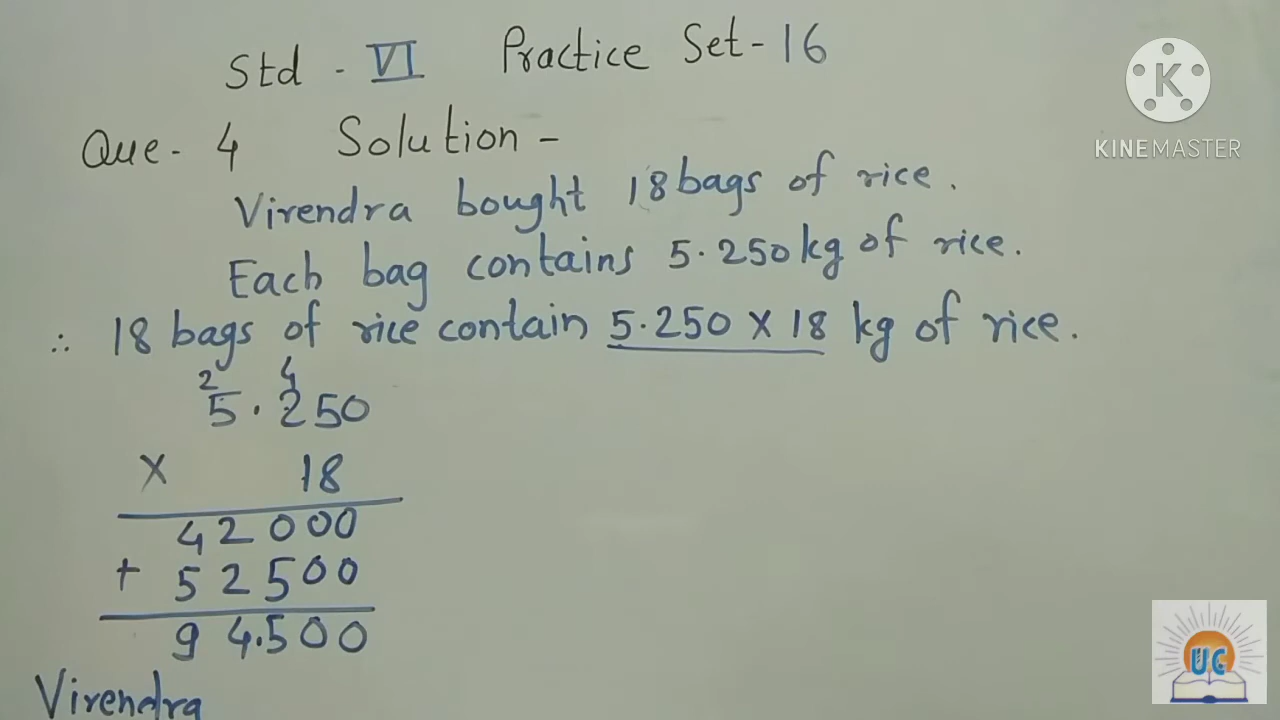 Std - VI Practice Set - 16
Que - 4 Solution -
Virendra bought 18 bags of rice.
Each bag contains 5.250 kg of rice.
∴ 18 bags of rice contain 5.250 X 18 kg of rice.
2 4
5.250
X 18
42000
+ 52500
94.500
Virendra
K
KINEMASTER
UC